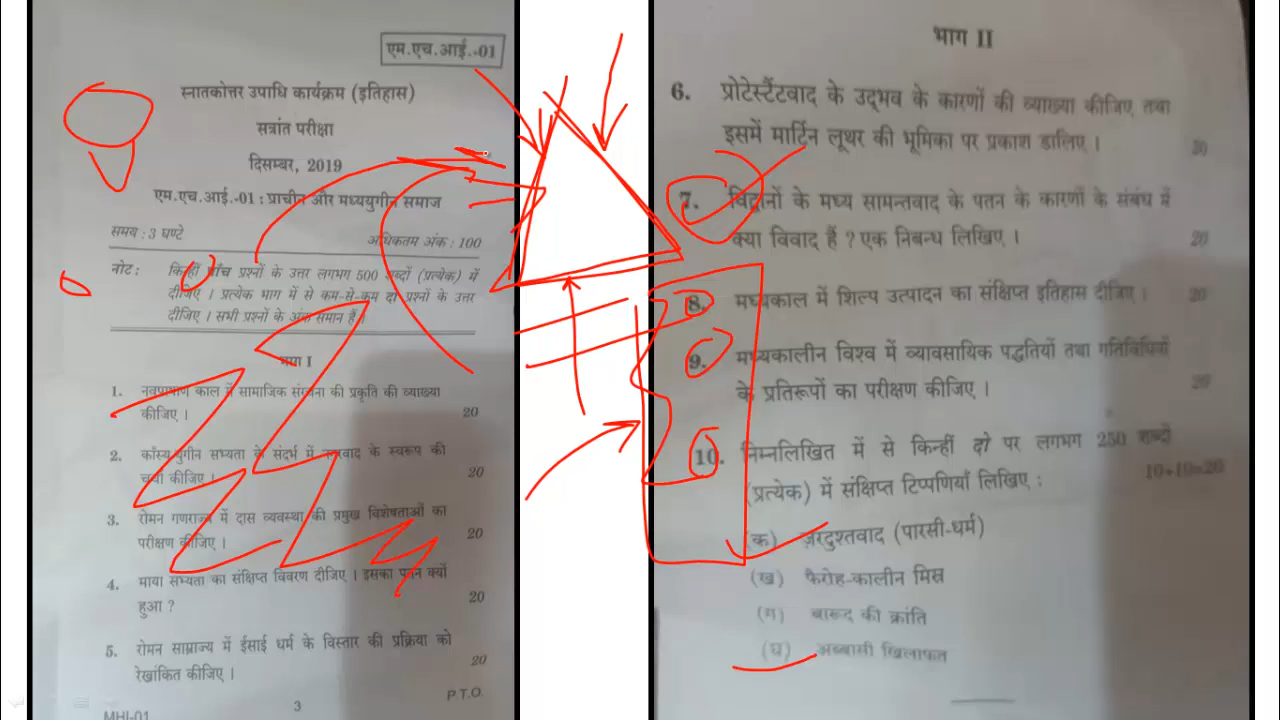 एम.एच.आई.-01
स्नातकोत्तर उपाधि कार्यक्रम (इतिहास)
सत्रांत परीक्षा
दिसम्बर, 2019
एम.एच.आई.-01 : प्राचीन और मध्ययुगीन समाज
समय : 3 घण्टे
अधिकतम अंक : 100
नोट : किन्हीं पाँच प्रश्नों के उत्तर लगभग 500 शब्दों (प्रत्येक) में
दीजिए । प्रत्येक भाग में से कम-से-कम दो प्रश्नों के उत्तर
दीजिए । सभी प्रश्नों के अंक समान हैं ।
भाग I
1. नवपाषाण काल में सामाजिक संरचना की प्रकृति की व्याख्या
कीजिए । 20
2. काँस्य युगीन सभ्यता के संदर्भ में के स्वरूप की
चर्चा कीजिए । 20
3. रोमन गणराज्य में दास व्यवस्था की प्रमुख विशेषताओं का
परीक्षण कीजिए । 20
4. माया सभ्यता का संक्षिप्त विवरण दीजिए । इसका पतन क्यों
हुआ ? 20
5. रोमन साम्राज्य में ईसाई धर्म के विस्तार की प्रक्रिया को
रेखांकित कीजिए । 20
MHI-01
3
P.T.O.
भाग II
6. प्रोटेस्टैंटवाद के उद्भव के कारणों की व्याख्या कीजिए तथा
इसमें मार्टिन लूथर की भूमिका पर प्रकाश डालिए । 20
7. विद्वानों के मध्य सामन्तवाद के पतन के कारणों के संबंध में
क्या विवाद हैं ? एक निबन्ध लिखिए । 20
8. मध्यकाल में शिल्प उत्पादन का संक्षिप्त इतिहास दीजिए । 20
9. मध्यकालीन विश्व में व्यावसायिक पद्धतियों तथा गतिविधियों
के प्रतिरूपों का परीक्षण कीजिए । 20
10. निम्नलिखित में से किन्हीं दो पर लगभग 250 शब्दों
(प्रत्येक) में संक्षिप्त टिप्पणियाँ लिखिए : 10+10=20
(क) ज़रदुश्तवाद (पारसी-धर्म)
(ख) फैरोह-कालीन मिस्र
(ग) बारूद की क्रांति
(घ) अब्बासी खिलाफत